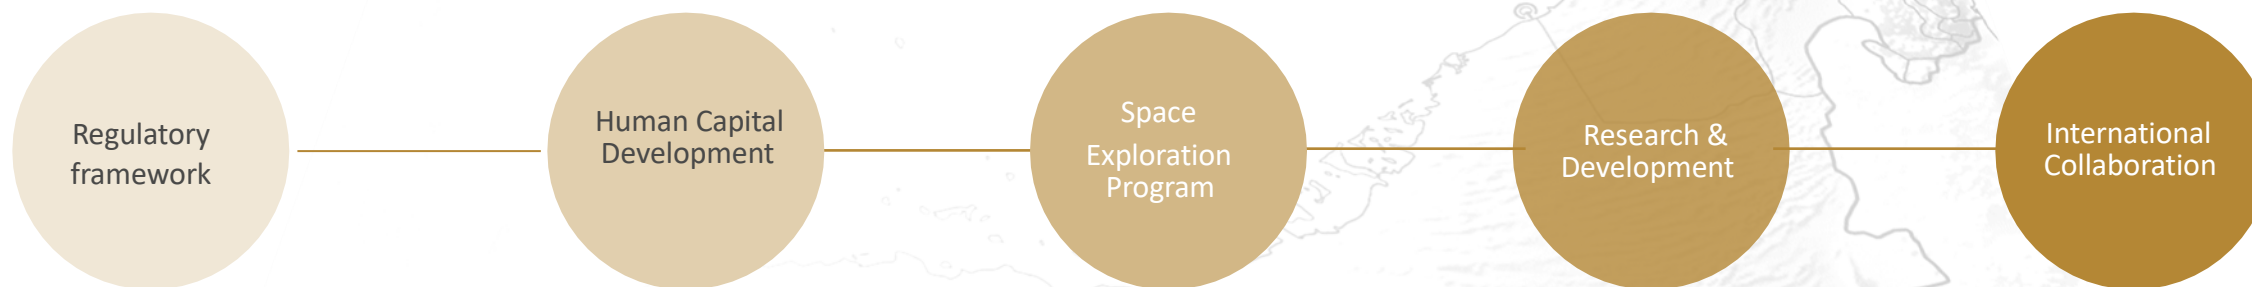 Regulatory
framework
Human Capital
Development
Space
Exploration
Program
Research &
Development
International
Collaboration